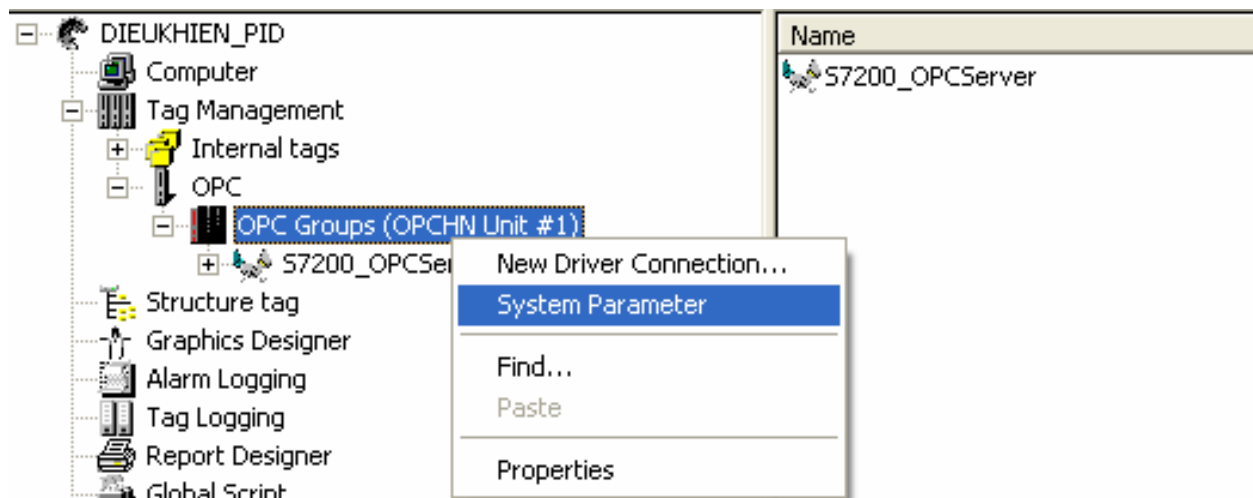 DIEUKHIEN_PID
Computer
Tag Management
Internal tags
OPC
OPC Groups (OPCHN Unit #1)
S7200_OPCSer
Structure tag
Graphics Designer
Alarm Logging
Tag Logging
Report Designer
Global Script
New Driver Connection...
System Parameter
Find...
Paste
Properties
Name
S7200_OPCServer